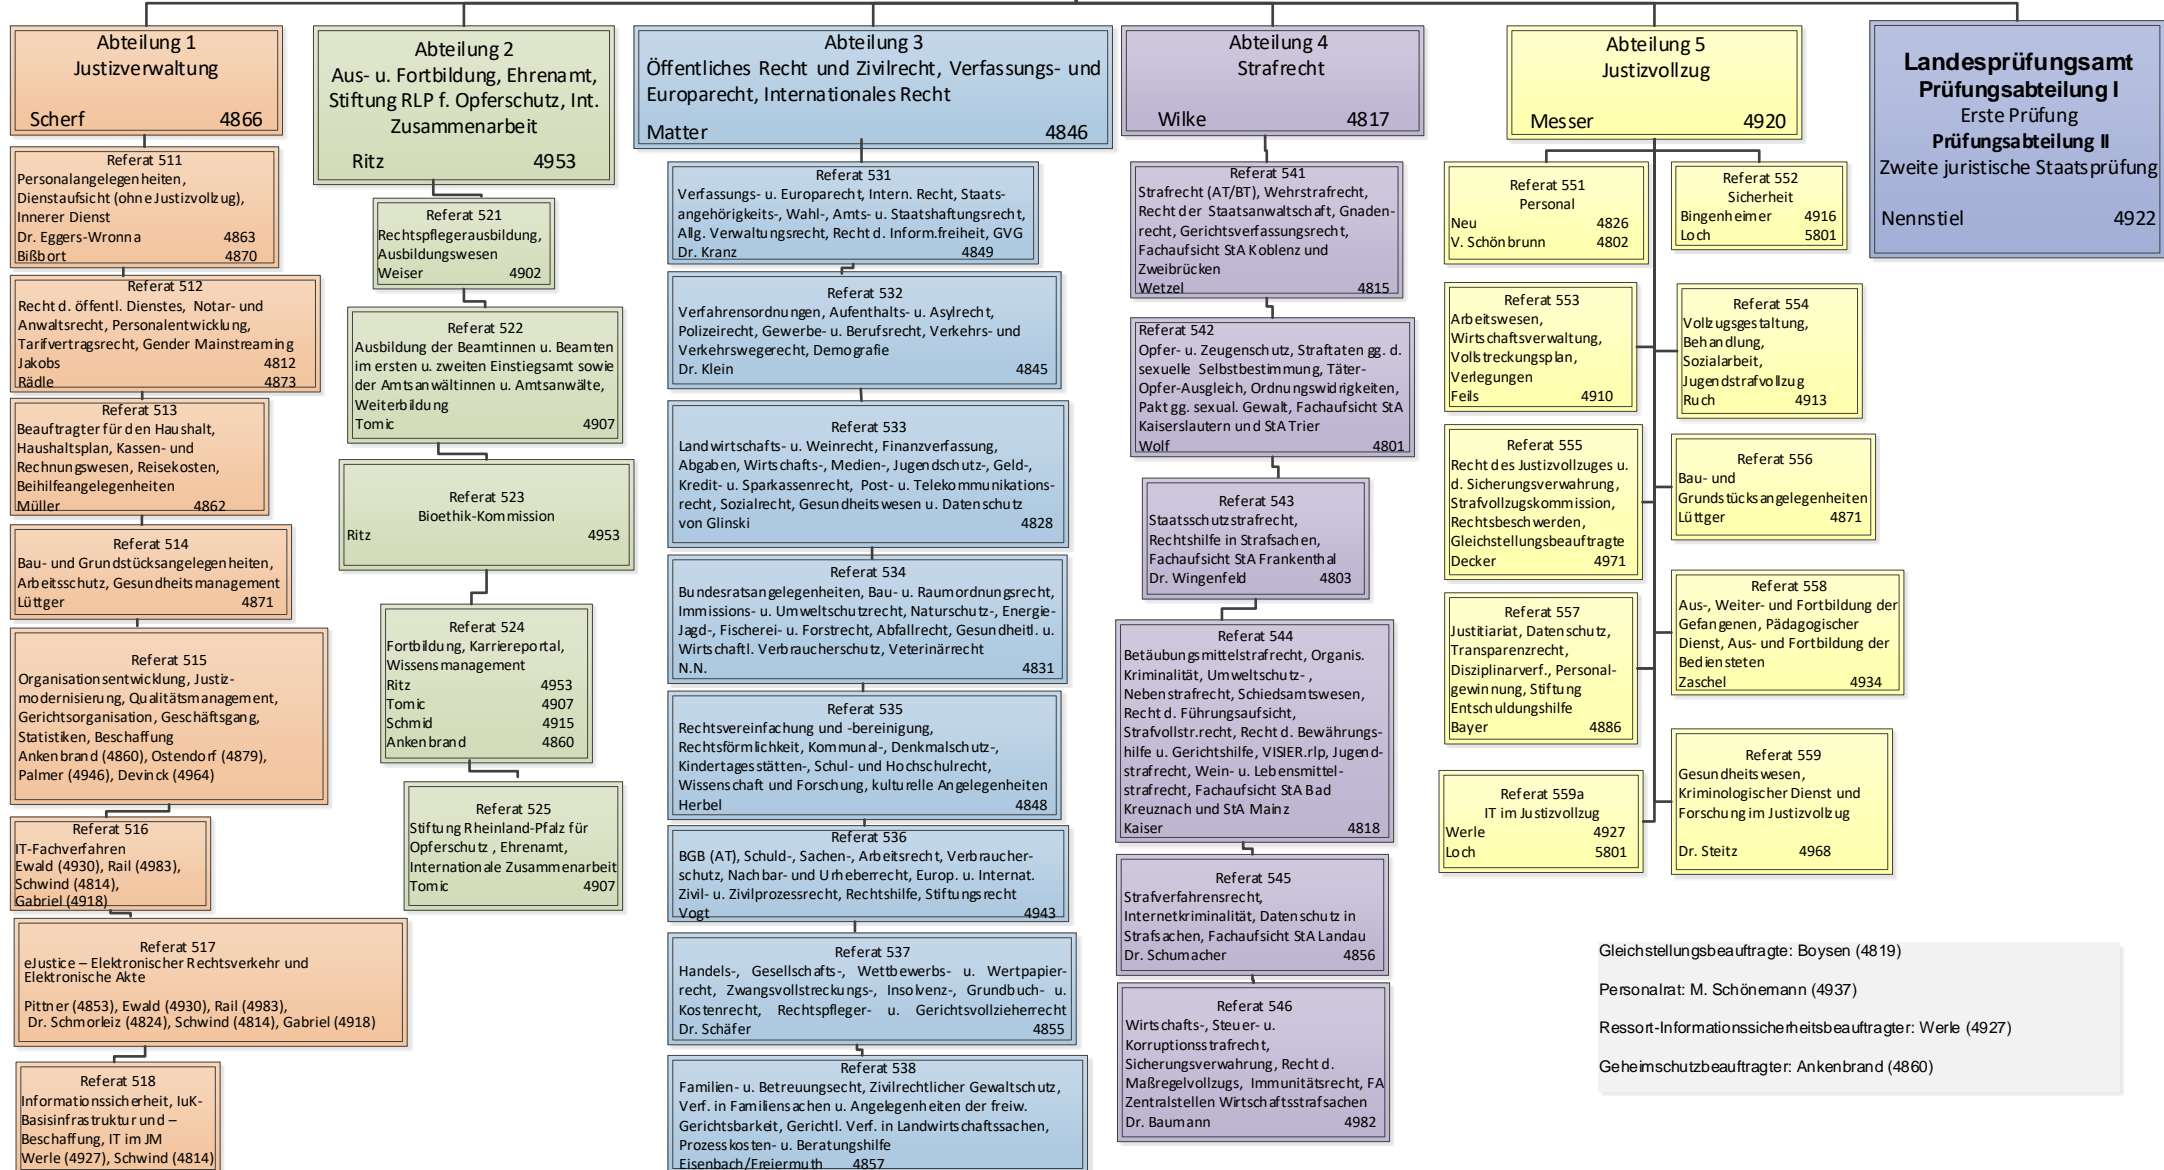 Abteilung 1
Justizverwaltung
Scherf 4866
Referat 511
Personalangelegenheiten,
Dienstaufsicht (ohne Justizvollzug),
Innerer Dienst
Dr. Eggers-Wronna 4863
Bißbort 4870
Referat 512
Recht d. öffentl. Dienstes, Notar- und
Anwaltsrecht, Personalentwicklung,
Tarifvertragsrecht, Gender Mainstreaming
Jakobs 4812
Rädle 4873
Referat 513
Beauftragter für den Haushalt,
Haushaltsplan, Kassen- und
Rechnungswesen, Reisekosten,
Beihilfeangelegenheiten
Müller 4862
Referat 514
Bau- und Grundstücksangelegenheiten,
Arbeitsschutz, Gesundheitsmanagement
Lüttger 4871
Referat 515
Organisationsentwicklung, Justiz-
modernisierung, Qualitätsmanagement,
Gerichtsorganisation, Geschäftsgang,
Statistiken, Beschaffung
Ankenbrand (4860), Ostendorf (4879),
Palmer (4946), Devinck (4964)
Referat 516
IT-Fachverfahren
Ewald (4930), Rail (4983),
Schwind (4814),
Gabriel (4918)
Referat 517
eJustice – Elektronischer Rechtsverkehr und
Elektronische Akte
Pittner (4853), Ewald (4930), Rail (4983),
Dr. Schmorleiz (4824), Schwind (4814), Gabriel (4918)
Referat 518
Informationssicherheit, IuK-
Basisinfrastruktur und –
Beschaffung, IT im JM
Werle (4927), Schwind (4814)
Abteilung 2
Aus- u. Fortbildung, Ehrenamt,
Stiftung RLP f. Opferschutz, Int.
Zusammenarbeit
Ritz 4953
Referat 521
Rechtspflegerausbildung,
Ausbildungswesen
Weiser 4902
Referat 522
Ausbildung der Beamtinnen u. Beamten
im ersten u. zweiten Einstiegsamt sowie
der Amtsanwältinnen u. Amtsanwälte,
Weiterbildung
Tomic 4907
Referat 523
Bioethik-Kommission
Ritz 4953
Referat 524
Fortbildung, Karriereportal,
Wissensmanagement
Ritz 4953
Tomic 4907
Schmid 4915
Ankenbrand 4860
Referat 525
Stiftung Rheinland-Pfalz für
Opferschutz , Ehrenamt,
Internationale Zusammenarbeit
Tomic 4907
Abteilung 3
Öffentliches Recht und Zivilrecht, Verfassungs- und
Europarecht, Internationales Recht
Matter 4846
Referat 531
Verfassungs- u. Europarecht, Intern. Recht, Staats-
angehörigkeits-, Wahl-, Amts- u. Staatshaftungsrecht,
Allg. Verwaltungsrecht, Recht d. Inform.freiheit, GVG
Dr. Kranz 4849
Referat 532
Verfahrensordnungen, Aufenthalts- u. Asylrecht,
Polizeirecht, Gewerbe- u. Berufsrecht, Verkehrs- und
Verkehrswegerecht, Demografie
Dr. Klein 4845
Referat 533
Landwirtschafts- u. Weinrecht, Finanzverfassung,
Abgaben, Wirtschafts-, Medien-, Jugendschutz-, Geld-,
Kredit- u. Sparkassenrecht, Post- u. Telekommunikations-
recht, Sozialrecht, Gesundheitswesen u. Datenschutz
von Glinski 4828
Referat 534
Bundesratsangelegenheiten, Bau- u. Raumordnungsrecht,
Immissions- u. Umweltschutzrecht, Naturschutz-, Energie-
Jagd-, Fischerei- u. Forstrecht, Abfallrecht, Gesundheitl. u.
Wirtschaftl. Verbraucherschutz, Veterinärrecht
N.N. 4831
Referat 535
Rechtsvereinfachung und -bereinigung,
Rechtsförmlichkeit, Kommunal-, Denkmalschutz-,
Kindertagesstätten-, Schul- und Hochschulrecht,
Wissenschaft und Forschung, kulturelle Angelegenheiten
Herbel 4848
Referat 536
BGB (AT), Schuld-, Sachen-, Arbeitsrecht, Verbraucher-
schutz, Nachbar- und Urheberrecht, Europ. u. Internat.
Zivil- u. Zivilprozessrecht, Rechtshilfe, Stiftungsrecht
Vogt 4943
Referat 537
Handels-, Gesellschafts-, Wettbewerbs- u. Wertpapier-
recht, Zwangsvollstreckungs-, Insolvenz-, Grundbuch- u.
Kostenrecht, Rechtspfleger- u. Gerichtsvollzieherrecht
Dr. Schäfer 4855
Referat 538
Familien- u. Betreuungsecht, Zivilrechtlicher Gewaltschutz,
Verf. in Familiensachen u. Angelegenheiten der freiw.
Gerichtsbarkeit, Gerichtl. Verf. in Landwirtschaftssachen,
Prozesskosten- u. Beratungshilfe
Eisenbach/Freiermuth 4857
Abteilung 4
Strafrecht
Wilke 4817
Referat 541
Strafrecht (AT/BT), Wehrstrafrecht,
Recht der Staatsanwaltschaft, Gnaden-
recht, Gerichtsverfassungsrecht,
Fachaufsicht StA Koblenz und
Zweibrücken
Wetzel 4815
Referat 542
Opfer- u. Zeugenschutz, Straftaten gg. d.
sexuelle Selbstbestimmung, Täter-
Opfer-Ausgleich, Ordnungswidrigkeiten,
Pakt gg. sexual. Gewalt, Fachaufsicht StA
Kaiserslautern und StA Trier
Wolf 4801
Referat 543
Staatsschutzstrafrecht,
Rechtshilfe in Strafsachen,
Fachaufsicht StA Frankenthal
Dr. Wingenfeld 4803
Referat 544
Betäubungsmittelstrafrecht, Organis.
Kriminalität, Umweltschutz- ,
Nebenstrafrecht, Schiedsamtswesen,
Recht d. Führungsaufsicht,
Strafvollstr.recht, Recht d. Bewährungs-
hilfe u. Gerichtshilfe, VISIER.rlp, Jugend-
strafrecht, Wein- u. Lebensmittel-
strafrecht, Fachaufsicht StA Bad
Kreuznach und StA Mainz
Kaiser 4818
Referat 545
Strafverfahrensrecht,
Internetkriminalität, Datenschutz in
Strafsachen, Fachaufsicht StA Landau
Dr. Schumacher 4856
Referat 546
Wirtschafts-, Steuer- u.
Korruptionsstrafrecht,
Sicherungsverwahrung, Recht d.
Maßregelvollzugs, Immunitätsrecht, FA
Zentralstellen Wirtschaftsstrafsachen
Dr. Baumann 4982
Abteilung 5
Justizvollzug
Messer 4920
Referat 551
Personal
Neu 4826
V. Schönbrunn 4802
Referat 552
Sicherheit
Bingenheimer 4916
Loch 5801
Referat 553
Arbeitswesen,
Wirtschaftsverwaltung,
Vollstreckungsplan,
Verlegungen
Feils 4910
Referat 554
Vollzugsgestaltung,
Behandlung,
Sozialarbeit,
Jugendstrafvollzug
Ruch 4913
Referat 555
Recht des Justizvollzuges u.
d. Sicherungsverwahrung,
Strafvollzugskommission,
Rechtsbeschwerden,
Gleichstellungsbeauftragte
Decker 4971
Referat 556
Bau- und
Grundstücksangelegenheiten
Lüttger 4871
Referat 557
Justitiariat, Datenschutz,
Transparenzrecht,
Disziplinarverf., Personal-
gewinnung, Stiftung
Entschuldungshilfe
Bayer 4886
Referat 558
Aus-, Weiter- und Fortbildung der
Gefangenen, Pädagogischer
Dienst, Aus- und Fortbildung der
Bediensteten
Zaschel 4934
Referat 559a
IT im Justizvollzug
Werle 4927
Loch 5801
Referat 559
Gesundheitswesen,
Kriminologischer Dienst und
Forschung im Justizvollzug
Dr. Steitz 4968
Landesprüfungsamt
Prüfungsabteilung I
Erste Prüfung
Prüfungsabteilung II
Zweite juristische Staatsprüfung
Nennstiel 4922
Gleichstellungsbeauftragte: Boysen (4819)
Personalrat: M. Schönemann (4937)
Ressort-Informationssicherheitsbeauftragter: Werle (4927)
Geheimschutzbeauftragter: Ankenbrand (4860)